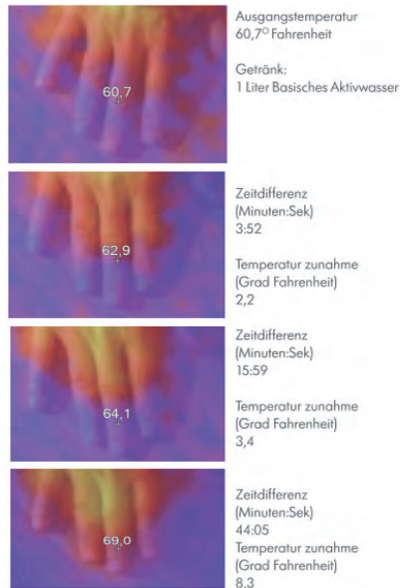 Ausgangstemperatur
60,7° Fahrenheit
Getränk:
1 Liter Basisches Aktivwasser
60,7
Zeitdifferenz
(Minuten:Sek)
3:52
62,9
Temperatur zunahme
(Grad Fahrenheit)
2,2
Zeitdifferenz
(Minuten:Sek)
15:59
64,1
Temperatur zunahme
(Grad Fahrenheit)
3,4
Zeitdifferenz
(Minuten:Sek)
44:05
69,0
Temperatur zunahme
(Grad Fahrenheit)
8,3